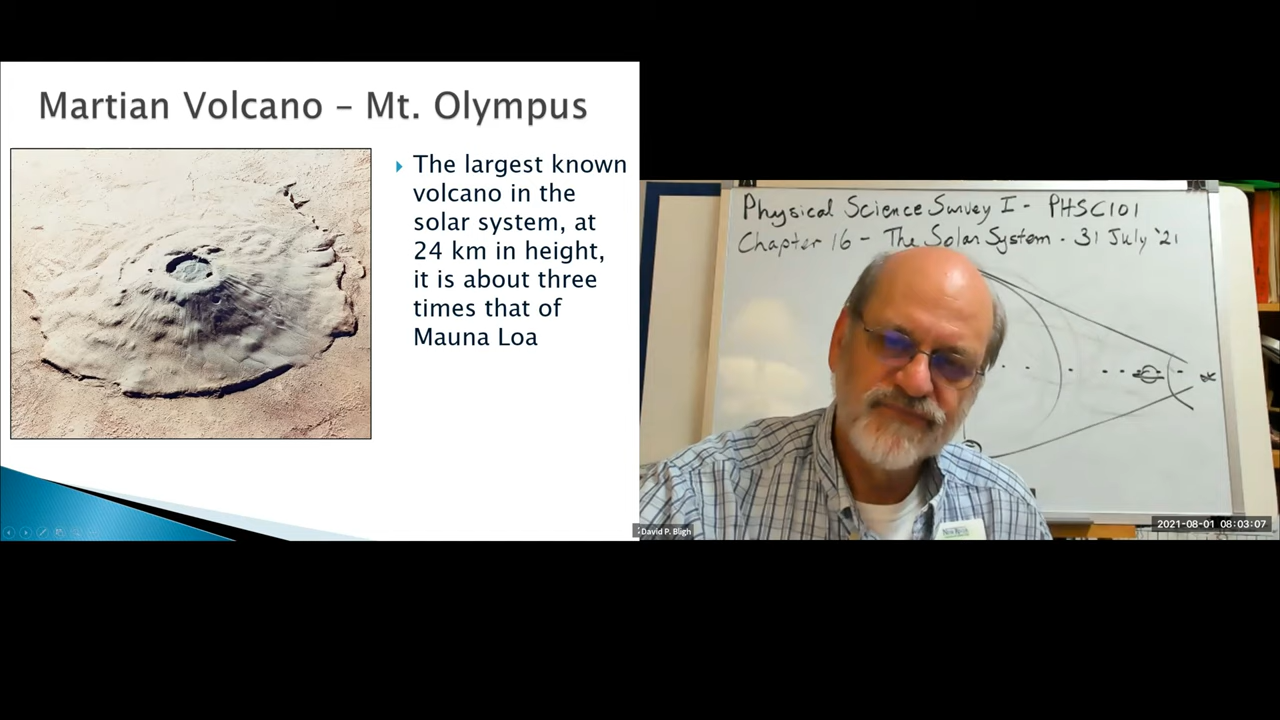 Martian Volcano – Mt. Olympus
The largest known
volcano in the
solar system, at
24 km in height,
it is about three
times that of
Mauna Loa
Physical Science Survey I - PHSC101
Chapter 16 - The Solar System - 31 July '21
David P. Bligh
2021-08-01 08:03:07